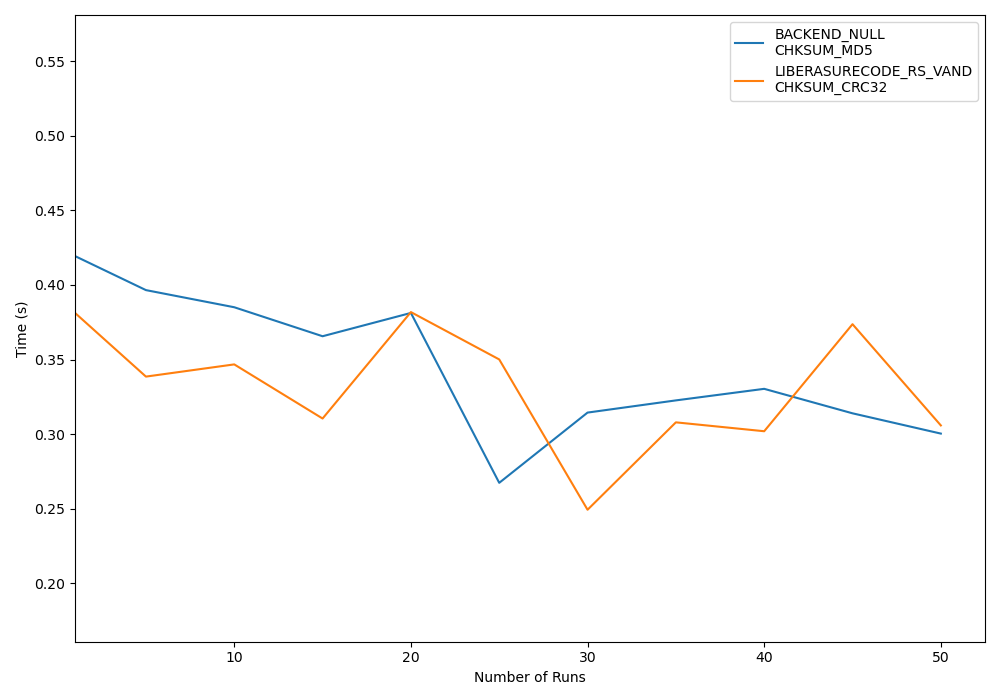 BACKEND_NULL
CHKSUM_MD5
LIBERASURECODE_RS_VAND
CHKSUM_CRC32
0.55
0.50
0.45
0.40
0.35
0.30
0.25
0.20
Time (s)
10 20 30 40 50
Number of Runs